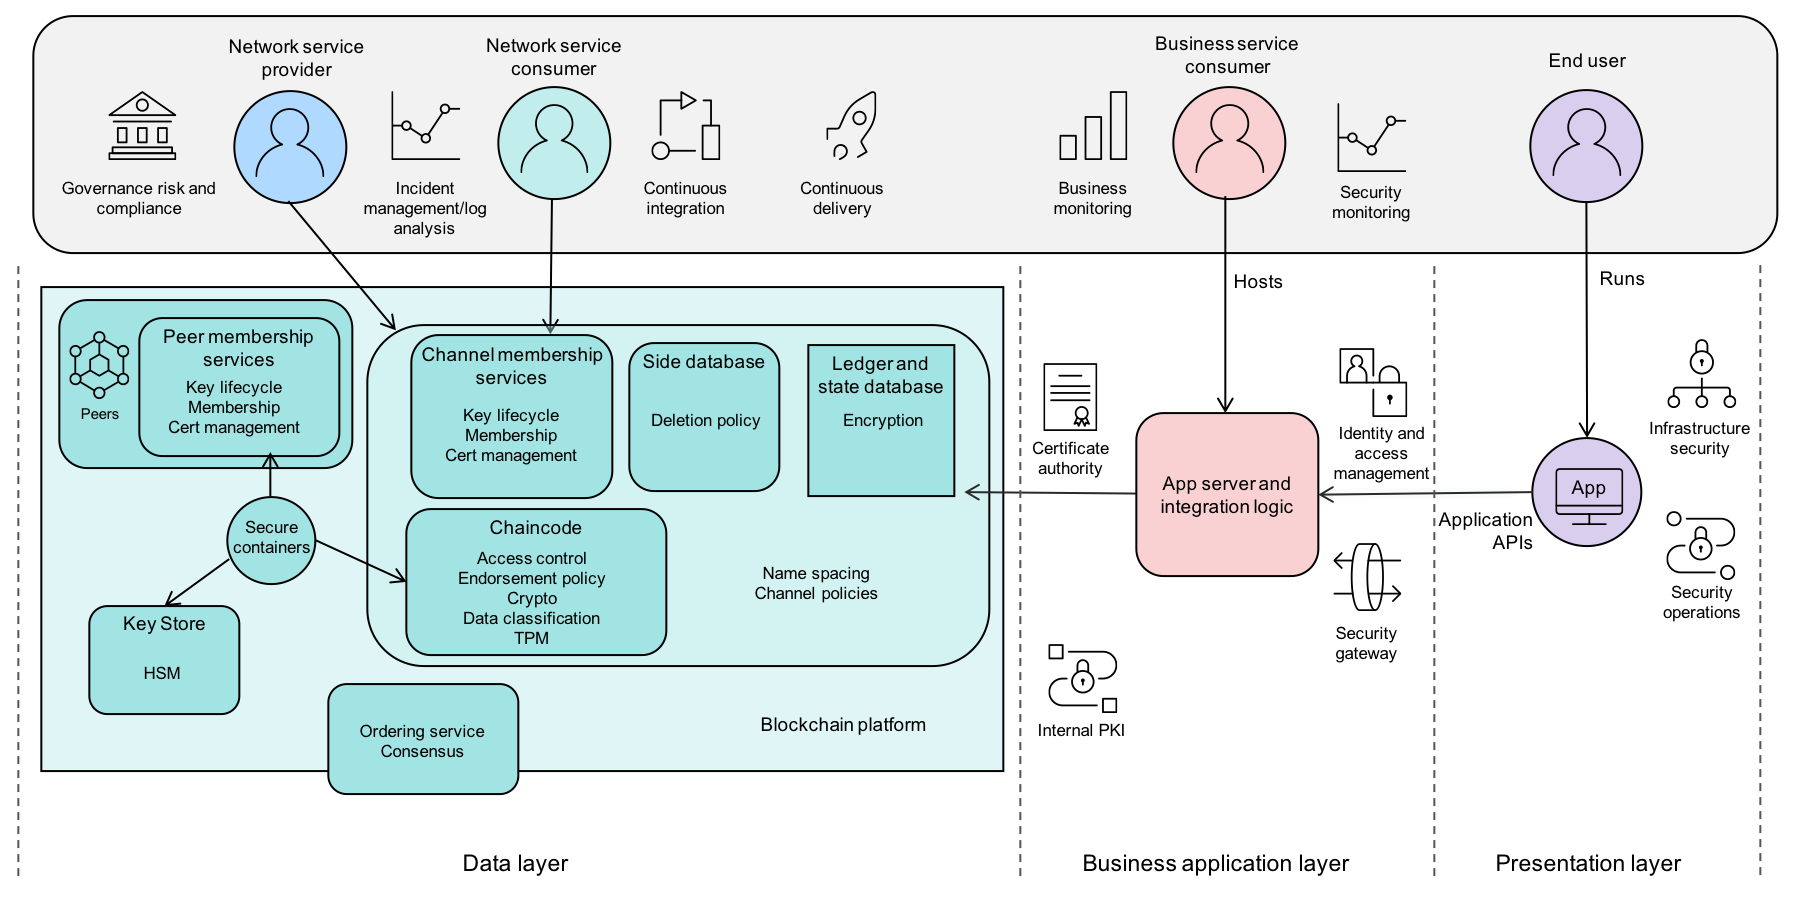 Network service
provider
Network service
consumer
Business service
consumer
End user
Governance risk and
compliance
Incident
management/log
analysis
Continuous
integration
Continuous
delivery
Business
monitoring
Security
monitoring
Hosts
Runs
Peers
Peer membership
services
Key lifecycle
Membership
Cert management
Channel membership
services
Key lifecycle
Membership
Cert management
Side database
Deletion policy
Ledger and
state database
Encryption
Secure
containers
Chaincode
Access control
Endorsement policy
Crypto
Data classification
TPM
Name spacing
Channel policies
Key Store
HSM
Ordering service
Consensus
Blockchain platform
Certificate
authority
App server and
integration logic
Identity and
access
management
Security
gateway
Internal PKI
Application
APIs
App
Infrastructure
security
Security
operations
Data layer
Business application layer
Presentation layer